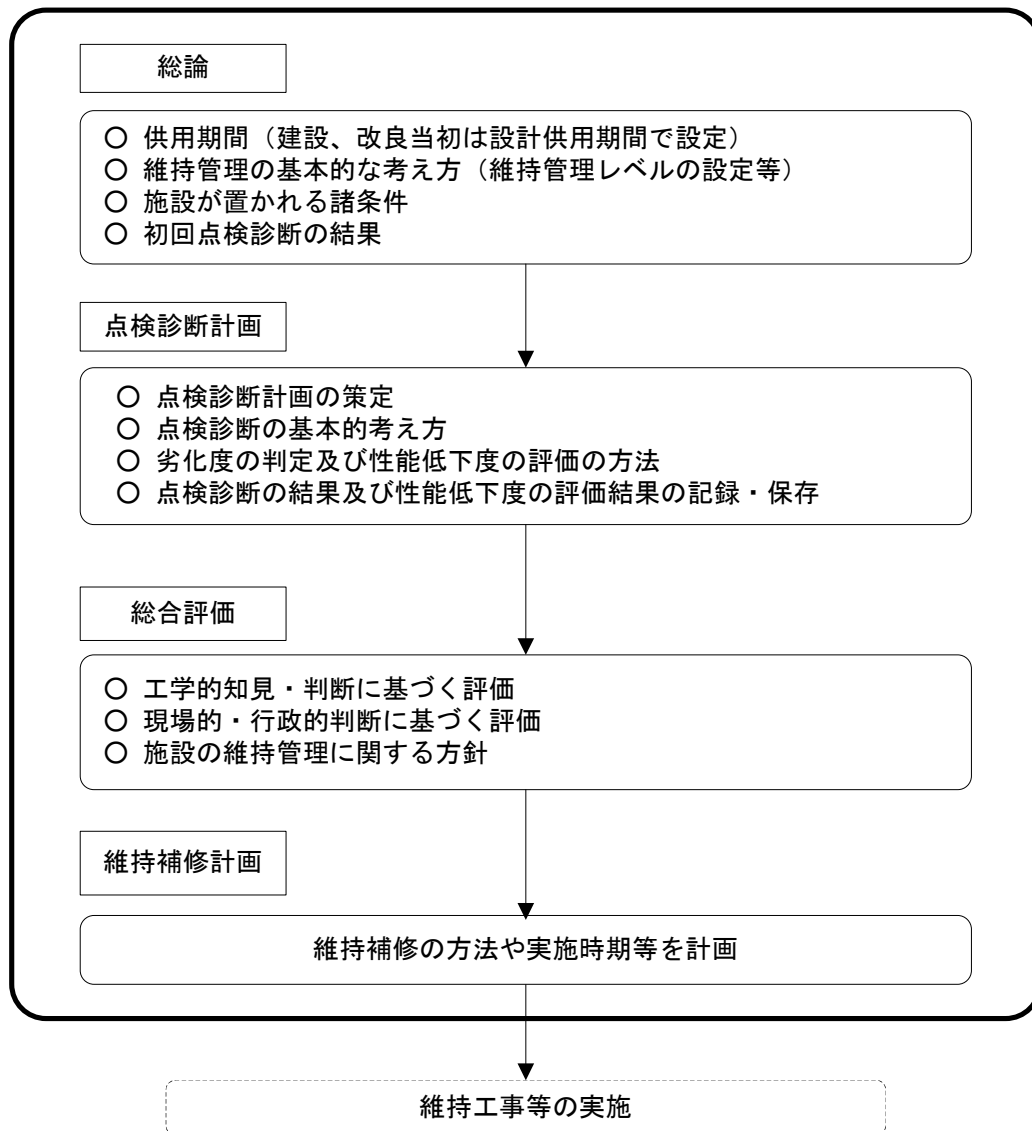 総論
○ 供用期間（建設、改良当初は設計供用期間で設定）
○ 維持管理の基本的な考え方（維持管理レベルの設定等）
○ 施設が置かれる諸条件
○ 初回点検診断の結果
点検診断計画
○ 点検診断計画の策定
○ 点検診断の基本的考え方
○ 劣化度の判定及び性能低下度の評価の方法
○ 点検診断の結果及び性能低下度の評価結果の記録・保存
総合評価
○ 工学的知見・判断に基づく評価
○ 現場的・行政的判断に基づく評価
○ 施設の維持管理に関する方針
維持補修計画
維持補修の方法や実施時期等を計画
維持工事等の実施